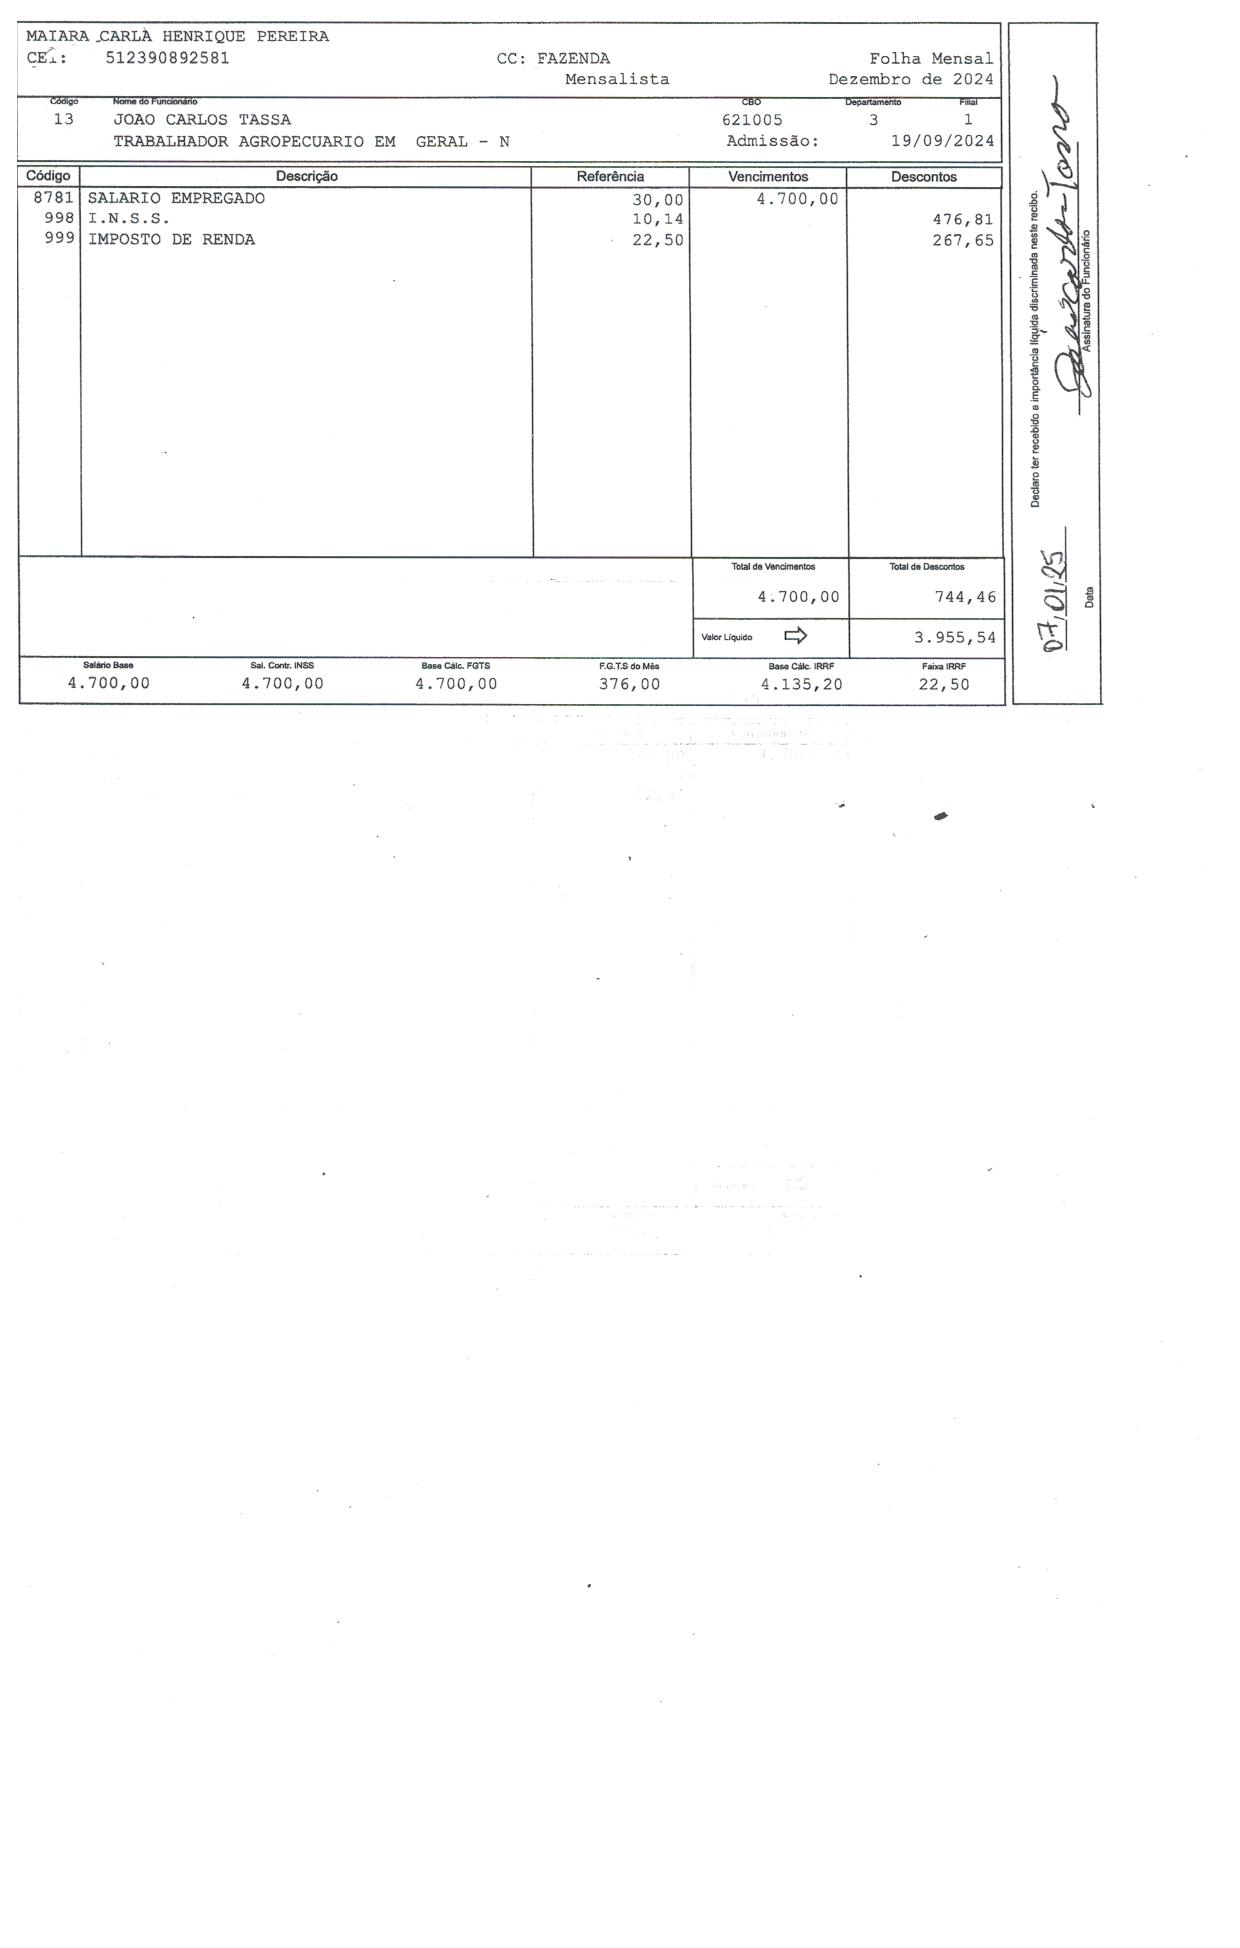 MAIARA CARLA HENRIQUE PEREIRA
CEI: 512390892581 CC: FAZENDA Folha Mensal
Mensalista Dezembro de 2024
Código Nome do Funcionário CBO Departamento Filial
13 JOAO CARLOS TASSA 621005 3 1
TRABALHADOR AGROPECUARIO EM GERAL - N Admissão: 19/09/2024
Código Descrição Referência Vencimentos Descontos
8781 SALARIO EMPREGADO 30,00 4.700,00
998 I.N.S.S. 10,14 476,81
999 IMPOSTO DE RENDA 22,50 267,65
Total de Vencimentos Total de Descontos
4.700,00 744,46
Valor Líquido 3.955,54
Salário Base Sal. Contr. INSS Base Cálc. FGTS F.G.T.S do Mês Base Cálc. IRRF Faixa IRRF
4.700,00 4.700,00 4.700,00 376,00 4.135,20 22,50
Declaro ter recebido a importância líquida discriminada neste recibo.
07,01,25
Data Assinatura do Funcionário